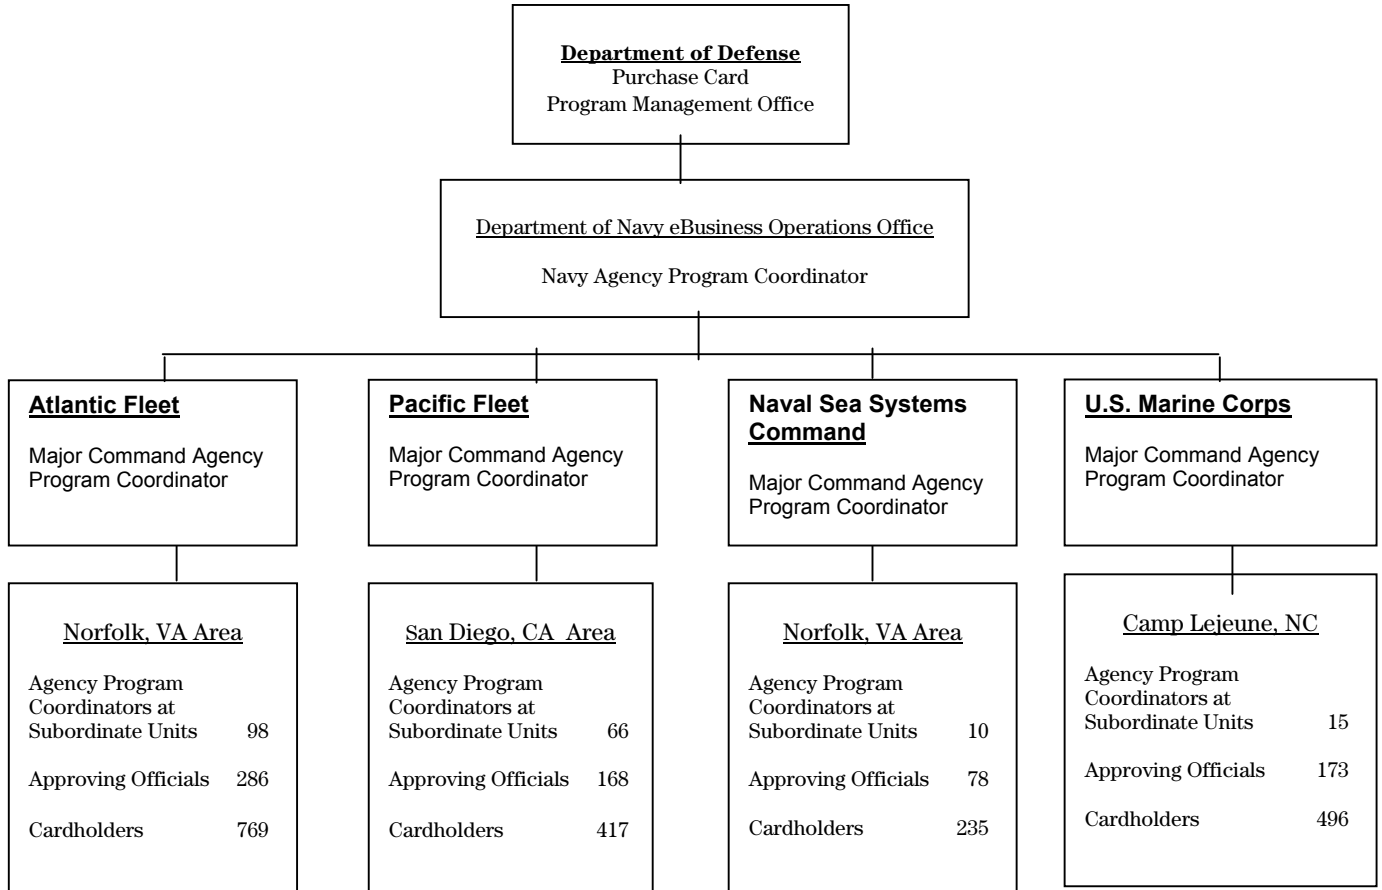 Department of Defense
Purchase Card
Program Management Office
Department of Navy eBusiness Operations Office
Navy Agency Program Coordinator
Atlantic Fleet
Major Command Agency
Program Coordinator
Pacific Fleet
Major Command Agency
Program Coordinator
Naval Sea Systems
Command
Major Command Agency
Program Coordinator
U.S. Marine Corps
Major Command Agency
Program Coordinator
Norfolk, VA Area
Agency Program
Coordinators at
Subordinate Units 98
Approving Officials 286
Cardholders 769
San Diego, CA Area
Agency Program
Coordinators at
Subordinate Units 66
Approving Officials 168
Cardholders 417
Norfolk, VA Area
Agency Program
Coordinators at
Subordinate Units 10
Approving Officials 78
Cardholders 235
Camp Lejeune, NC
Agency Program
Coordinators at
Subordinate Units 15
Approving Officials 173
Cardholders 496